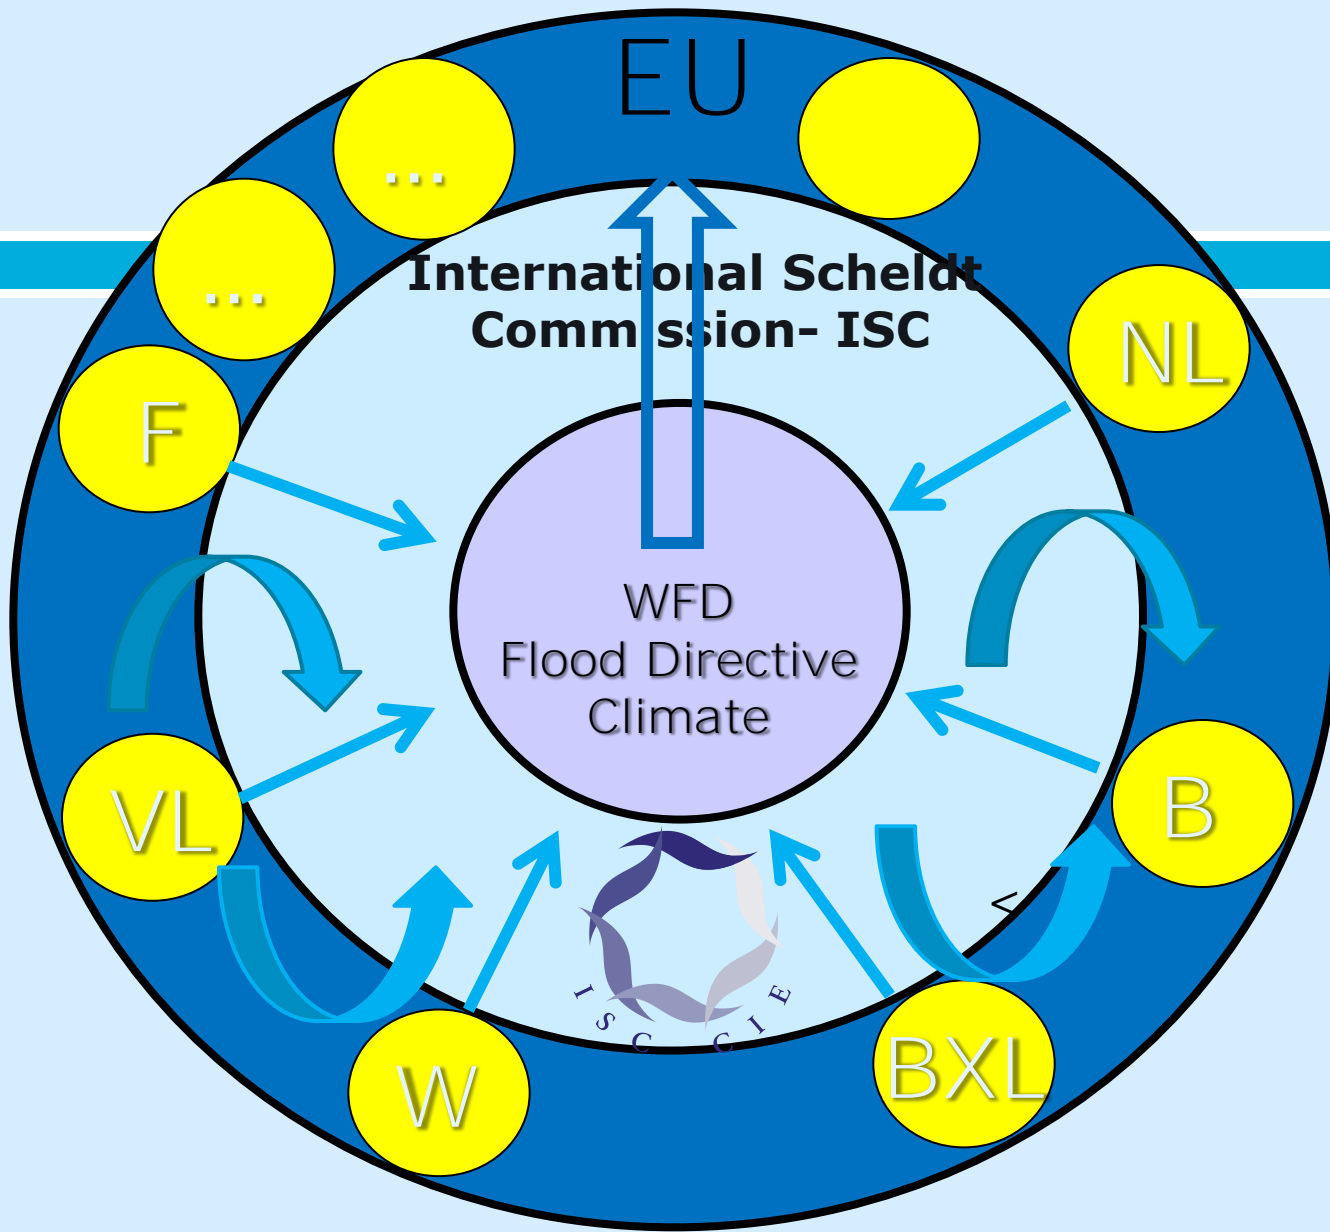 EU
...
...
International Scheldt
Commission- ISC
NL
F
WFD
Flood Directive
Climate
VL
B
<
ISC CIE
W
BXL